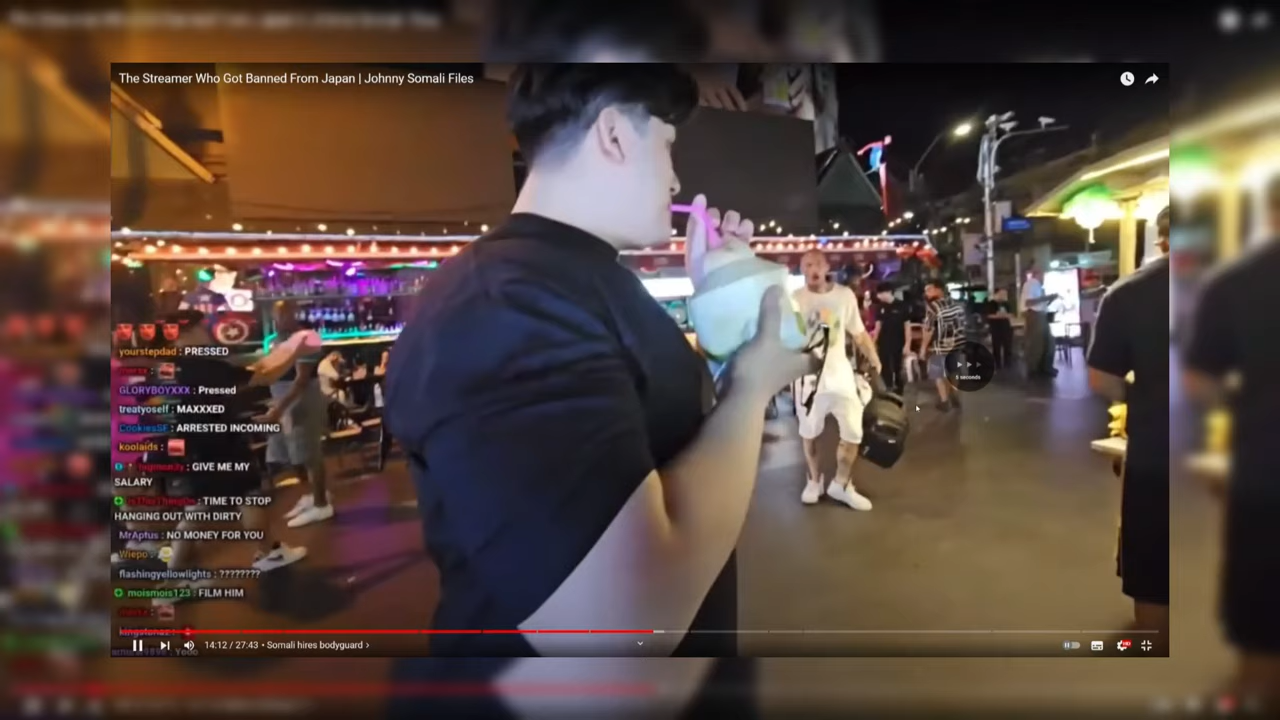 The Streamer Who Got Banned From Japan | Johnny Somali Files
5 seconds
yourstepdad : PRESSED
GLORYBOYXXX : Pressed
treatyoself : MAXXXED
CookiesSF : ARRESTED INCOMING
koolaids :
: GIVE ME MY
SALARY
: TIME TO STOP
HANGING OUT WITH DIRTY
MrAptus : NO MONEY FOR YOU
Wiepo :
flashingyellowlights : ????????
moismois123 : FILM HIM
14:12 / 27:43 • Somali hires bodyguard ›